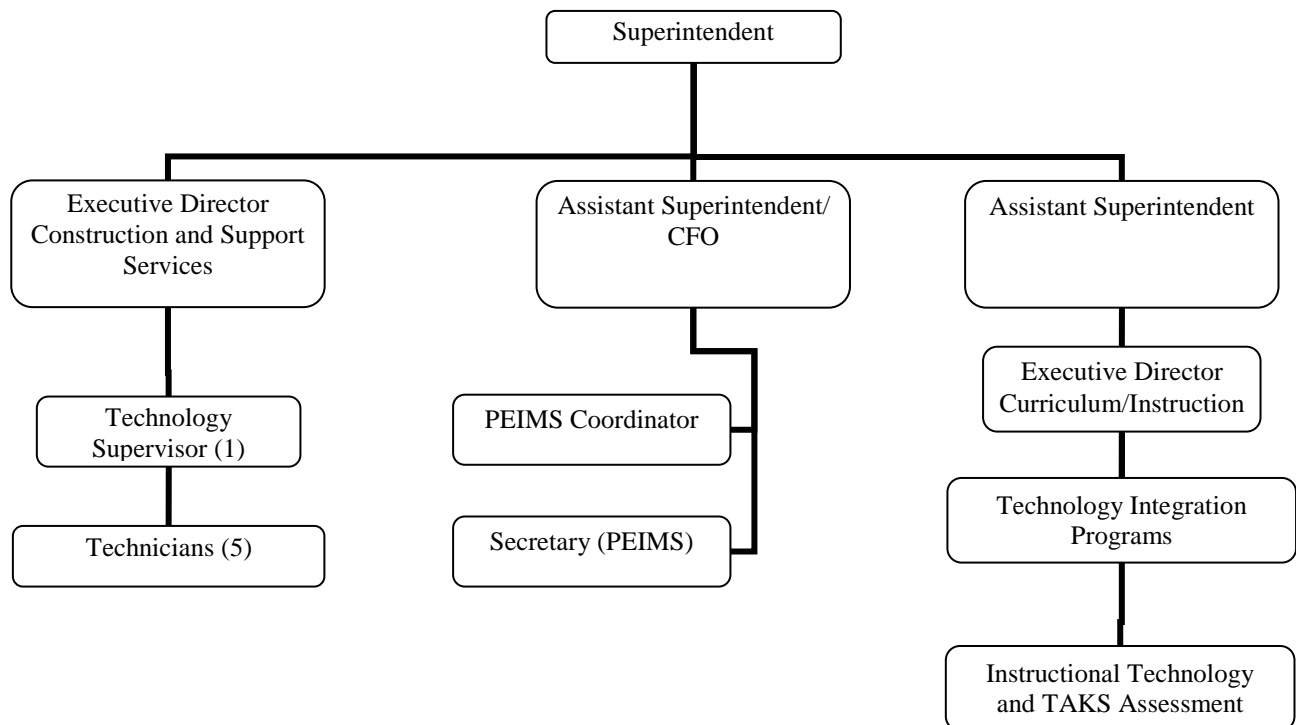 Superintendent
Executive Director
Construction and Support
Services
Assistant Superintendent/
CFO
Assistant Superintendent
Technology
Supervisor (1)
Technicians (5)
PEIMS Coordinator
Secretary (PEIMS)
Executive Director
Curriculum/Instruction
Technology Integration
Programs
Instructional Technology
and TAKS Assessment